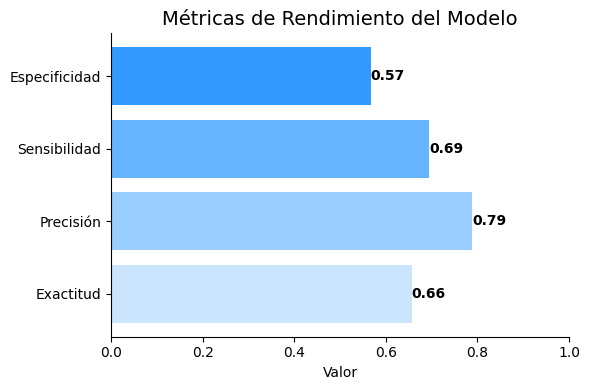 Métricas de Rendimiento del Modelo
Especificidad 0.57
Sensibilidad 0.69
Precisión 0.79
Exactitud 0.66
0.0 0.2 0.4 0.6 0.8 1.0
Valor